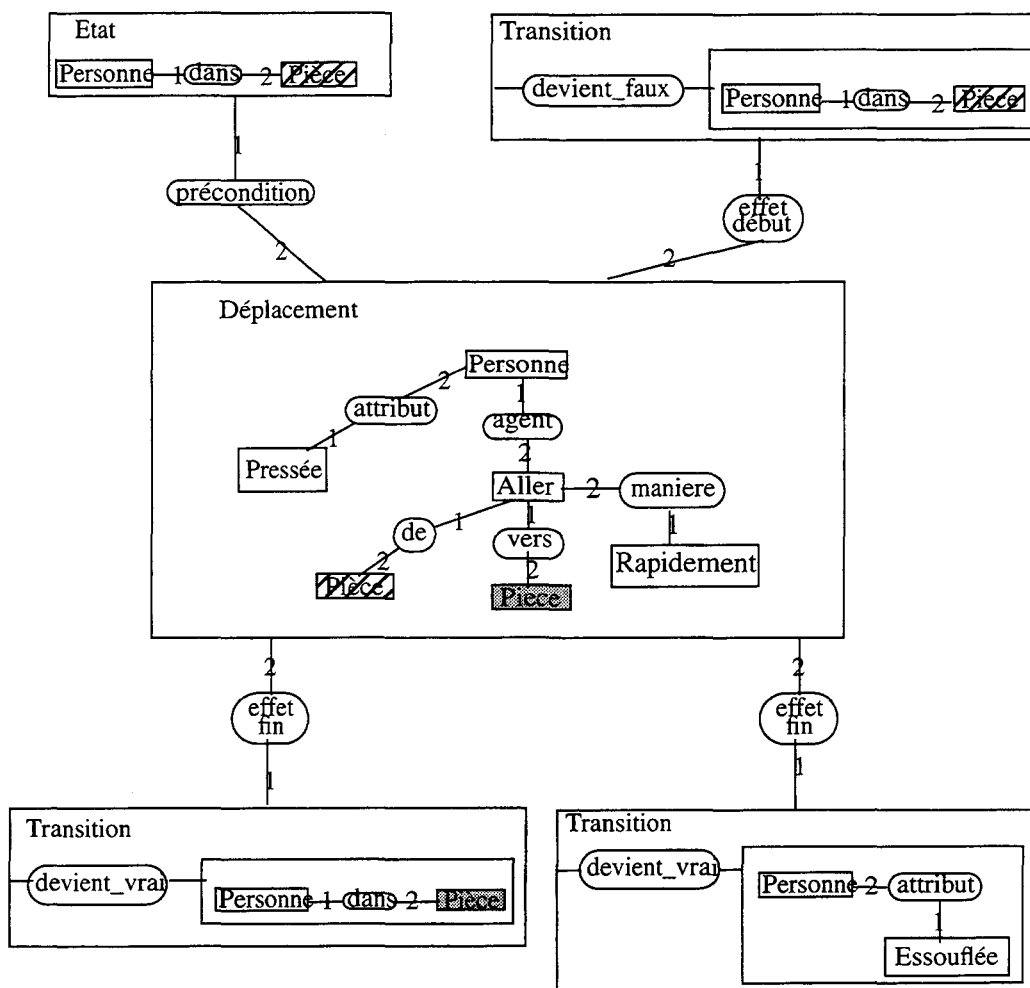 Etat
Personne 1 dans 2 Pièce
1
précondition
2
Transition
devient_faux
Personne 1 dans 2 Pièce
1
effet
début
2
Déplacement
Personne
2
1
attribut
agent
1
2
Pressée
Aller 2 maniere
1
1
1
de
vers
Rapidement
2
2
Pièce
Piece
2
effet
fin
1
2
effet
fin
1
Transition
devient_vrai
Personne 1 dans 2 Pièce
Transition
devient_vrai
Personne 2 attribut
1
Essouflée